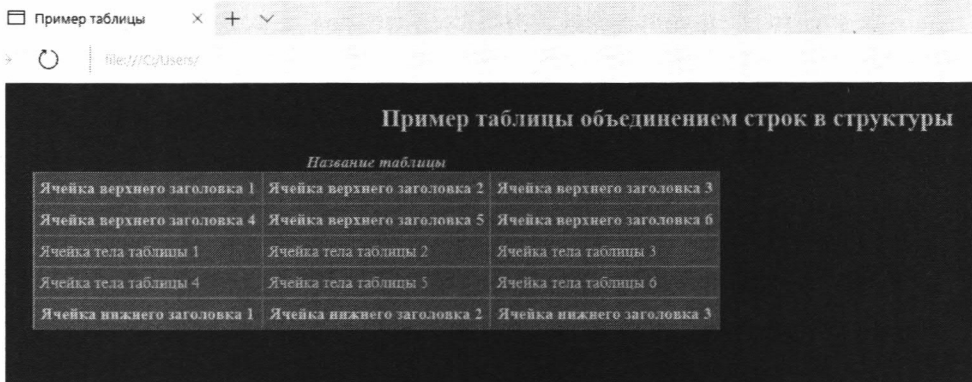 Пример таблицы
file:///C:/Users/
Пример таблицы объединением строк в структуры
Название таблицы
Ячейка верхнего заголовка 1 Ячейка верхнего заголовка 2 Ячейка верхнего заголовка 3
Ячейка верхнего заголовка 4 Ячейка верхнего заголовка 5 Ячейка верхнего заголовка 6
Ячейка тела таблицы 1 Ячейка тела таблицы 2 Ячейка тела таблицы 3
Ячейка тела таблицы 4 Ячейка тела таблицы 5 Ячейка тела таблицы 6
Ячейка нижнего заголовка 1 Ячейка нижнего заголовка 2 Ячейка нижнего заголовка 3